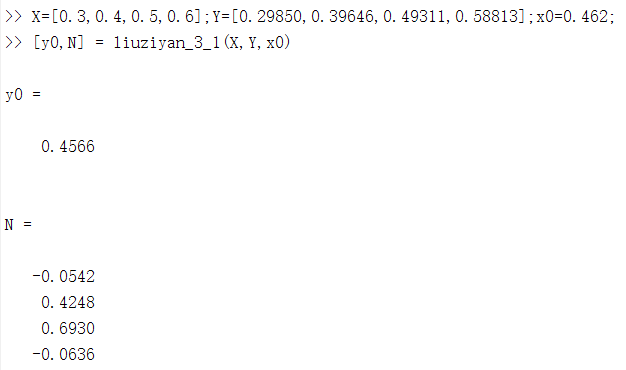 >> X=[0.3,0.4,0.5,0.6];Y=[0.29850,0.39646,0.49311,0.58813];x0=0.462;
>> [y0,N] = liuziyan_3_1(X,Y,x0)
y0 =
0.4566
N =
-0.0542
0.4248
0.6930
-0.0636